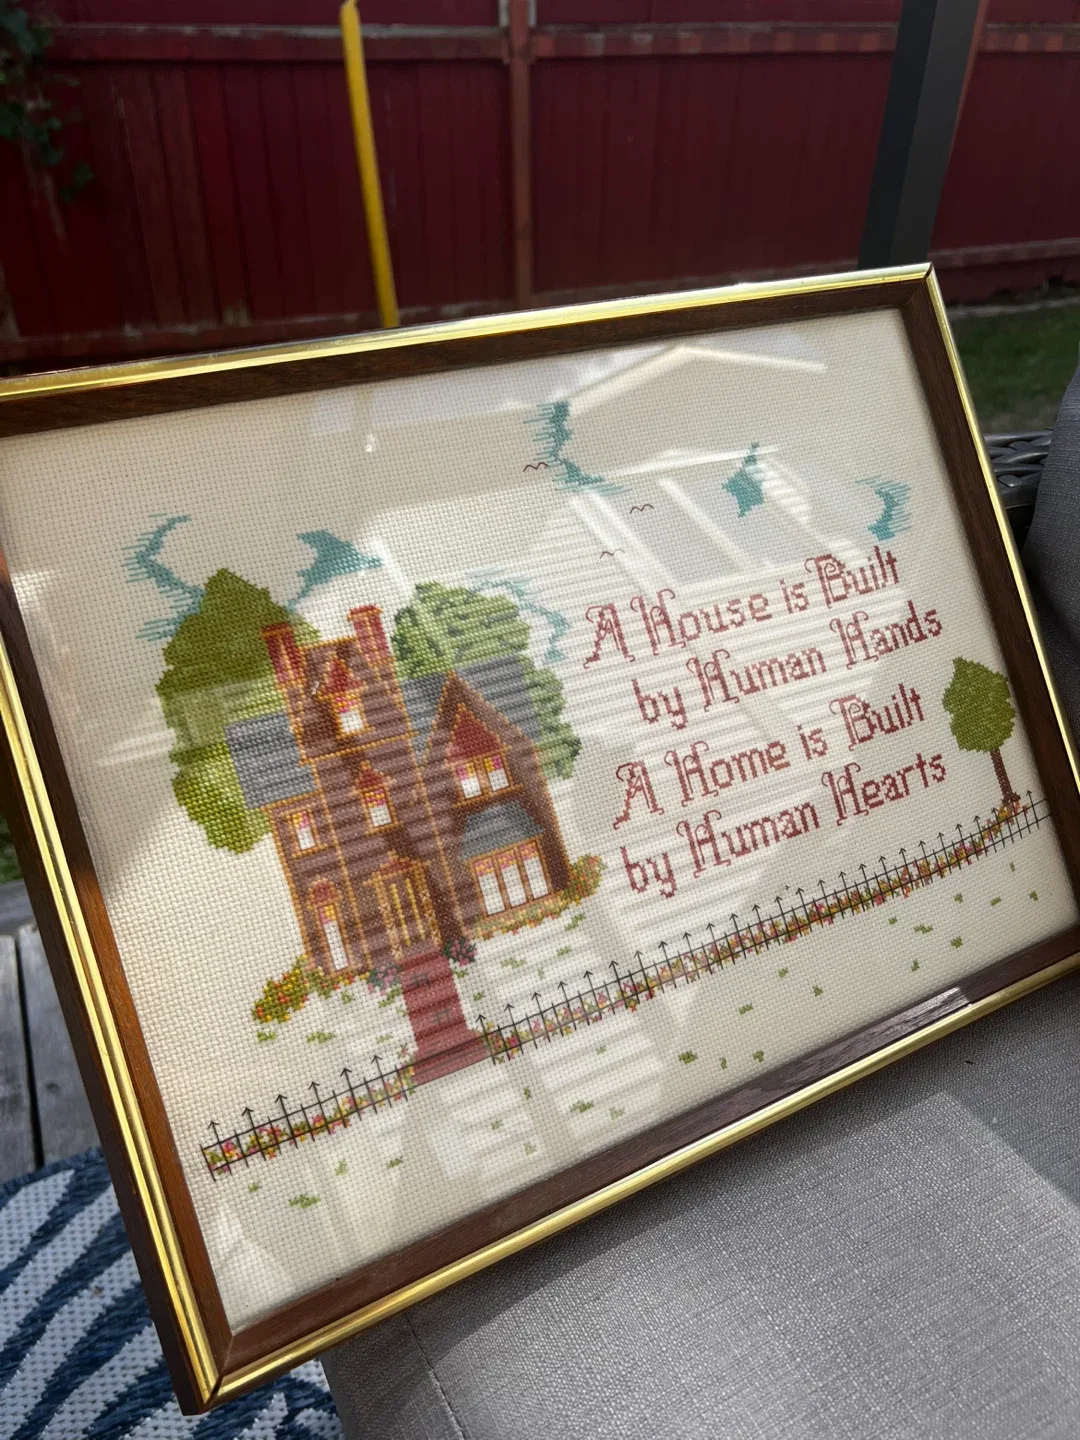 A House is Built
by Human Hands
A Home is Built
by Human Hearts